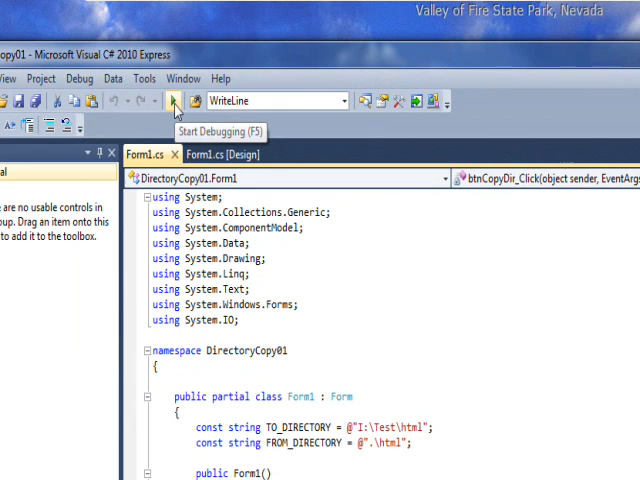 Valley of Fire State Park, Nevada
opy01 - Microsoft Visual C# 2010 Express
View Project Debug Data Tools Window Help
WriteLine
Start Debugging (F5)
al
Form1.cs Form1.cs [Design]
DirectoryCopy01.Form1 btnCopyDir_Click(object sender, EventArgs
are no usable controls in
oup. Drag an item onto this
to add it to the toolbox.
using System;
using System.Collections.Generic;
using System.ComponentModel;
using System.Data;
using System.Drawing;
using System.Linq;
using System.Text;
using System.Windows.Forms;
using System.IO;
namespace DirectoryCopy01
{
public partial class Form1 : Form
{
const string TO_DIRECTORY = @"I:\Test\html";
const string FROM_DIRECTORY = @".\html";
public Form1()